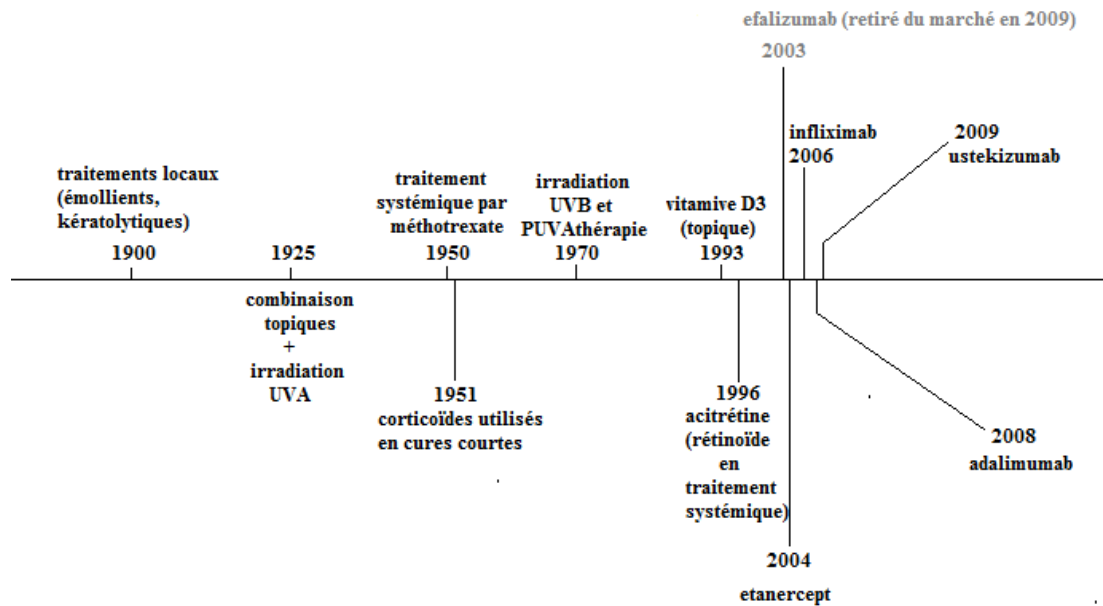 efalizumab (retiré du marché en 2009)
2003
infliximab
2006
2009
ustekizumab
traitements locaux
(émollients,
kératolytiques)
1900
1925
traitement
systémique par
méthotrexate
1950
irradiation
UVB et
PUVAthérapie
1970
vitamive D3
(topique)
1993
combinaison
topiques
+
irradiation
UVA
1951
corticoïdes utilisés
en cures courtes
1996
acitrétine
(rétinoïde
en
traitement
systémique)
2008
adalimumab
2004
etanercept